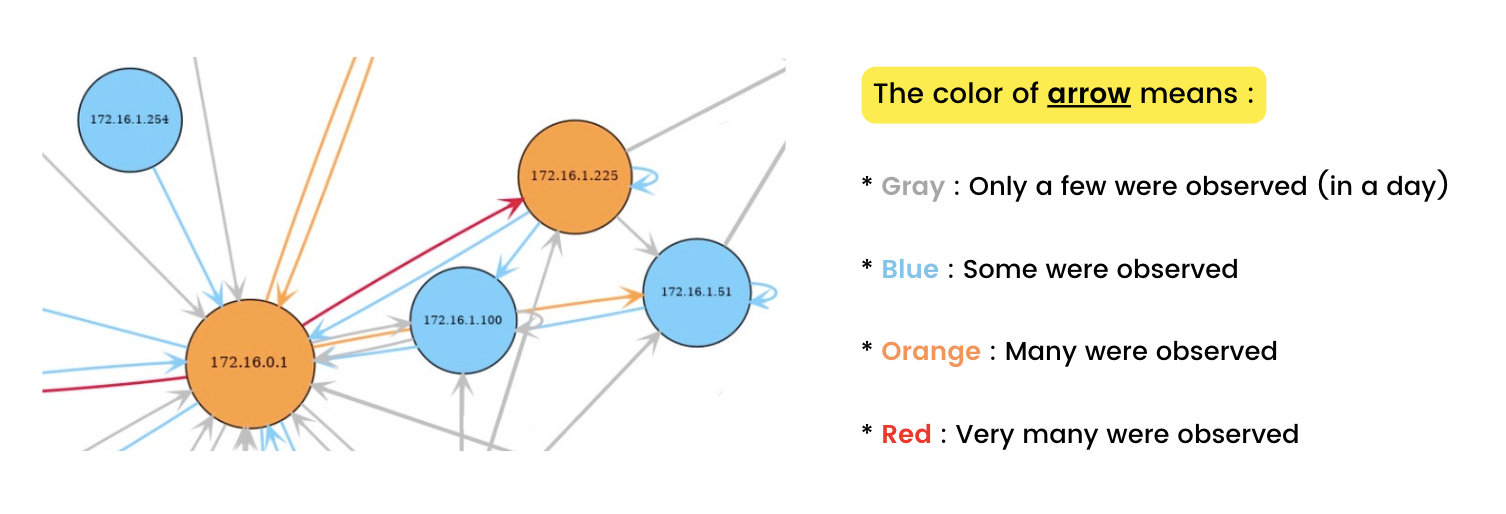 172.16.1.254
172.16.1.225
172.16.1.51
172.16.1.100
172.16.0.1
The color of arrow means :
* Gray : Only a few were observed (in a day)
* Blue : Some were observed
* Orange : Many were observed
* Red : Very many were observed